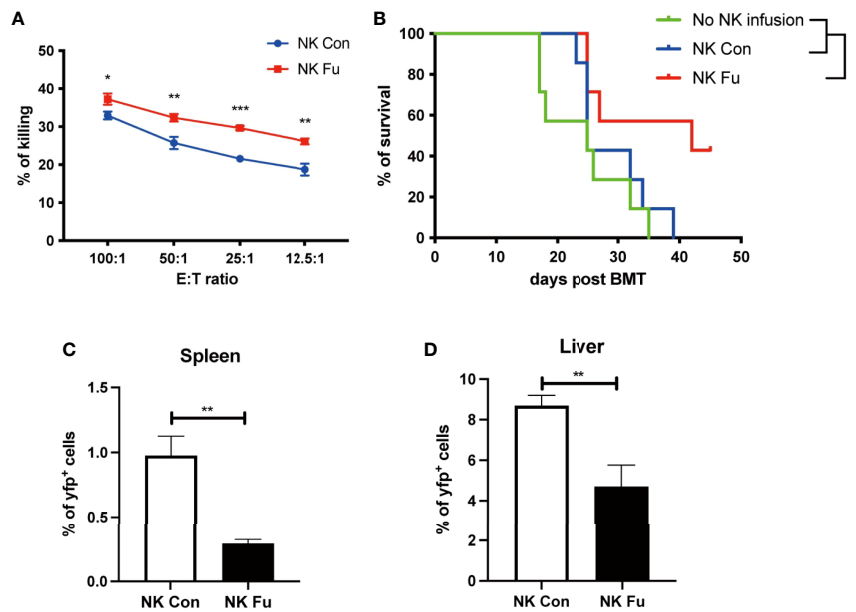 A
NK Con
NK Fu
% of killing
50
40
30
20
10
0
*
**
***
**
100:1
50:1
25:1
12.5:1
E:T ratio
B
No NK infusion
NK Con
NK Fu
% of survival
100
80
60
40
20
0
0
10
20
30
40
50
days post BMT
C
Spleen
% of yfp⁺ cells
1.5
1.0
0.5
0.0
**
NK Con
NK Fu
D
Liver
% of yfp⁺ cells
10
8
6
4
2
0
**
NK Con
NK Fu